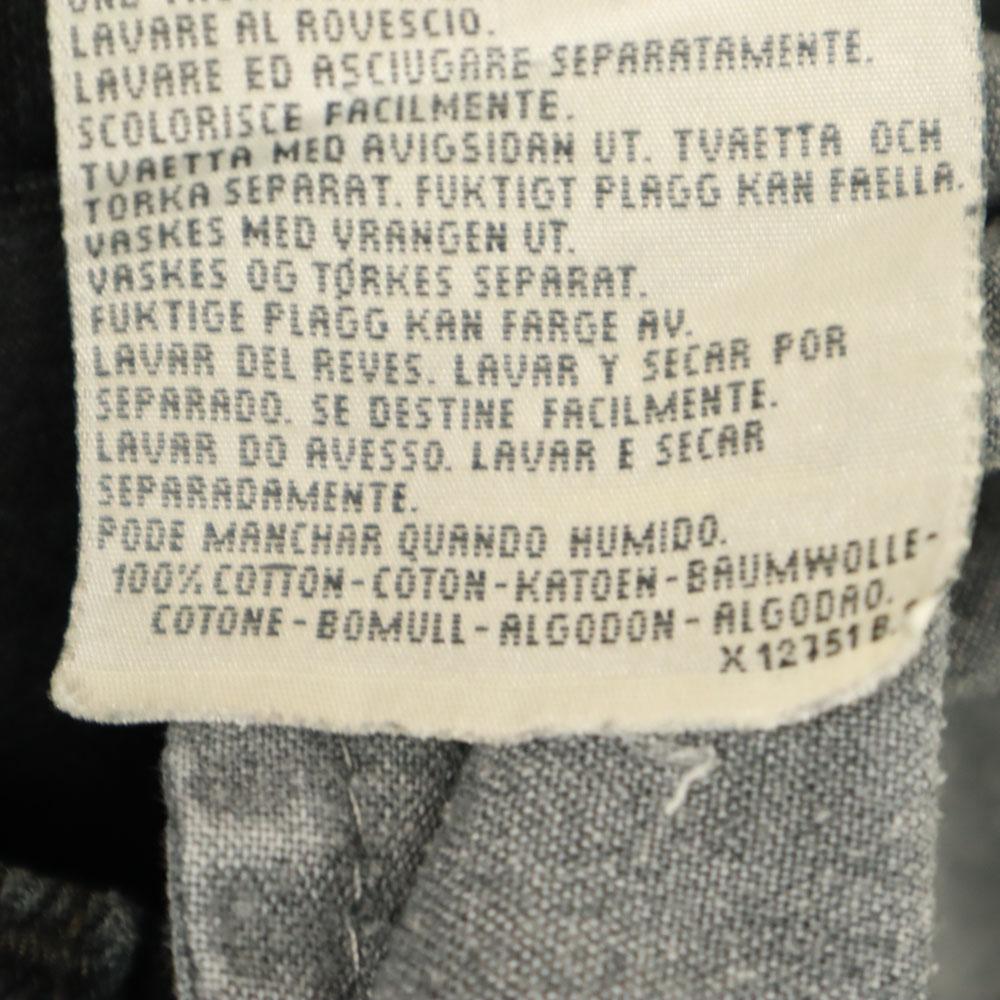 LAVARE AL ROVESCIO.
LAVARE ED ASCIUGARE SEPARATAMENTE.
SCOLORISCE FACILMENTE.
TVAETTA MED AVIGSIDAN UT. TVAETTA OCH
TORKA SEPARAT. FUKTIGT PLAGG KAN FAELLA.
VASKES MED VRANGEN UT.
VASKES OG TØRKES SEPARAT.
FUKTIGE PLAGG KAN FARGE AV.
LAVAR DEL REVES. LAVAR Y SECAR POR
SEPARADO. SE DESTINE FACILMENTE.
LAVAR DO AVESSO. LAVAR E SECAR
SEPARADAMENTE.
PODE MANCHAR QUANDO HUMIDO.
100% COTTON-COTON-KATOEN-BAUMWOLLE-
COTONE-BOMULL-ALGODON-ALGODAO.
X 12751 B.